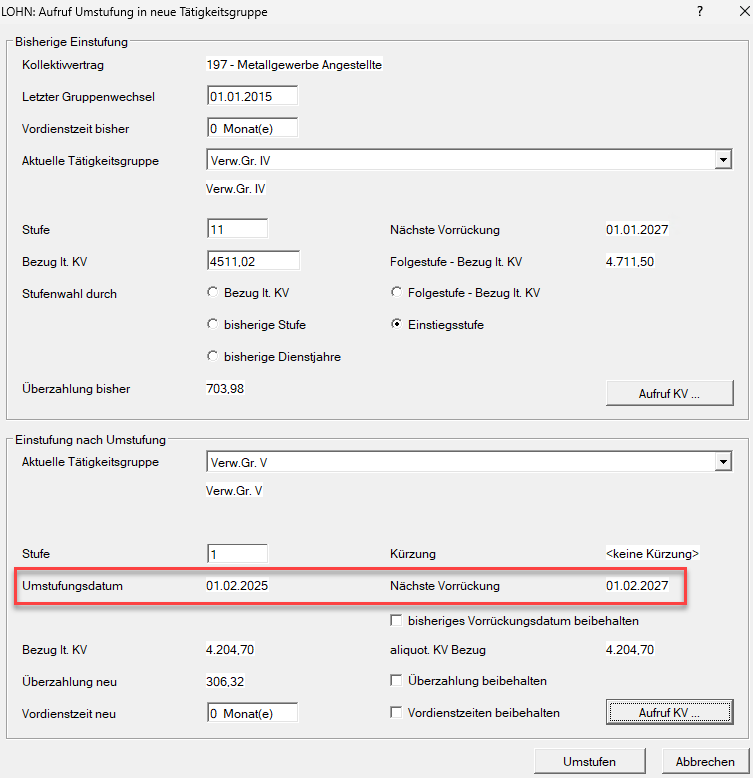 LOHN: Aufruf Umstufung in neue Tätigkeitsgruppe ? ×
Bisherige Einstufung
Kollektivvertrag 197 - Metallgewerbe Angestellte
Letzter Gruppenwechsel 01.01.2015
Vordienstzeit bisher 0 Monat(e)
Aktuelle Tätigkeitsgruppe Verw.Gr. IV
Verw.Gr. IV
Stufe 11 Nächste Vorrückung 01.01.2027
Bezug lt. KV 4511,02 Folgestufe - Bezug lt. KV 4.711,50
Stufenwahl durch Bezug lt. KV Folgestufe - Bezug lt. KV
bisherige Stufe Einstiegsstufe
bisherige Dienstjahre
Überzahlung bisher 703,98 Aufruf KV ...
Einstufung nach Umstufung
Aktuelle Tätigkeitsgruppe Verw.Gr. V
Verw.Gr. V
Stufe 1 Kürzung <keine Kürzung>
Umstufungsdatum 01.02.2025 Nächste Vorrückung 01.02.2027
bisheriges Vorrückungsdatum beibehalten
Bezug lt. KV 4.204,70 aliquot. KV Bezug 4.204,70
Überzahlung neu 306,32 Überzahlung beibehalten
Vordienstzeit neu 0 Monat(e) Vordienstzeiten beibehalten Aufruf KV ...
Umstufen Abbrechen